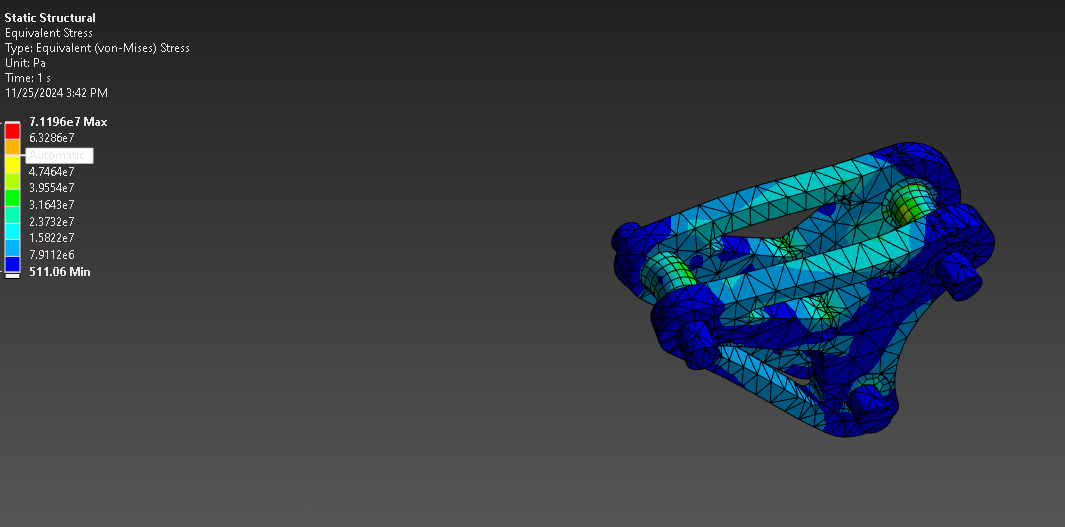 Static Structural
Equivalent Stress
Type: Equivalent (von-Mises) Stress
Unit: Pa
Time: 1 s
11/25/2024 3:42 PM
7.1196e7 Max
6.3286e7
Automatic
4.7464e7
3.9554e7
3.1643e7
2.3732e7
1.5822e7
7.9112e6
511.06 Min